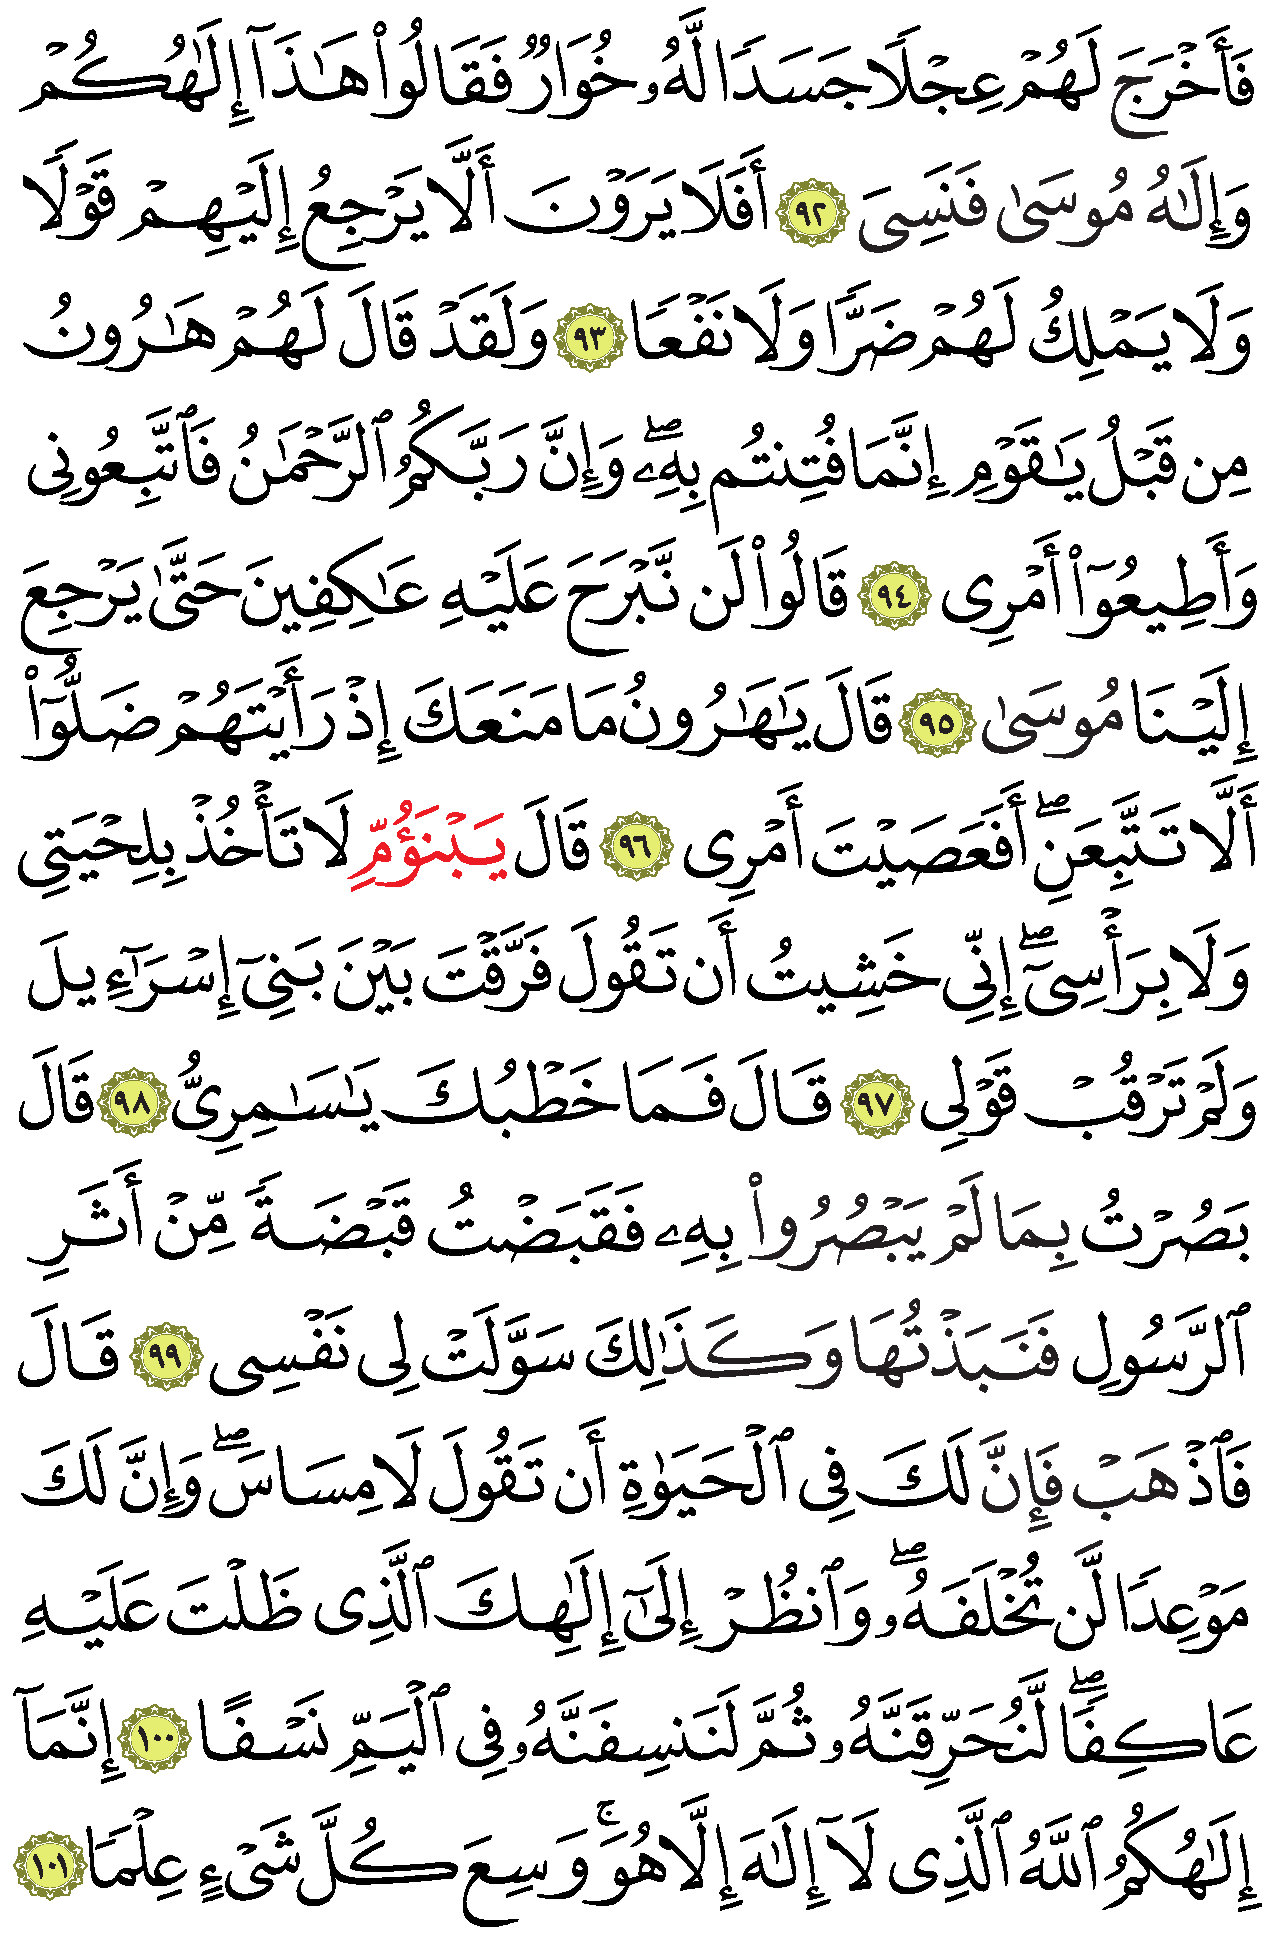 فَأَخْرَجَ لَهُمْ عِجْلًا جَسَدًا لَّهُۥ خُوَارٌ فَقَالُوا۟ هَٰذَآ إِلَٰهُكُمْ
وَإِلَٰهُ مُوسَىٰ فَنَسِىَ ٩٢ أَفَلَا يَرَوْنَ أَلَّا يَرْجِعُ إِلَيْهِمْ قَوْلًا
وَلَا يَمْلِكُ لَهُمْ ضَرًّا وَلَا نَفْعًا ٩٣ وَلَقَدْ قَالَ لَهُمْ هَٰرُونُ
مِن قَبْلُ يَٰقَوْمِ إِنَّمَا فُتِنتُم بِهِۦۖ وَإِنَّ رَبَّكُمُ ٱلرَّحْمَٰنُ فَٱتَّبِعُونِى
وَأَطِيعُوٓا۟ أَمْرِى ٩٤ قَالُوا۟ لَن نَّبْرَحَ عَلَيْهِ عَٰكِفِينَ حَتَّىٰ يَرْجِعَ
إِلَيْنَا مُوسَىٰ ٩٥ قَالَ يَٰهَٰرُونُ مَا مَنَعَكَ إِذْ رَأَيْتَهُمْ ضَلُّوٓا۟
أَلَّا تَتَّبِعَنِۖ أَفَعَصَيْتَ أَمْرِى ٩٦ قَالَ يَبْنَؤُمِّ لَا تَأْخُذْ بِلِحْيَتِى
وَلَا بِرَأْسِىٓۖ إِنِّى خَشِيتُ أَن تَقُولَ فَرَّقْتَ بَيْنَ بَنِىٓ إِسْرَٰٓءِيلَ
وَلَمْ تَرْقُبْ قَوْلِى ٩٧ قَالَ فَمَا خَطْبُكَ يَٰسَٰمِرِىُّ ٩٨ قَالَ
بَصُرْتُ بِمَا لَمْ يَبْصُرُوا۟ بِهِۦ فَقَبَضْتُ قَبْضَةً مِّنْ أَثَرِ
ٱلرَّسُولِ فَنَبَذْتُهَا وَكَذَٰلِكَ سَوَّلَتْ لِى نَفْسِى ٩٩ قَالَ
فَٱذْهَبْ فَإِنَّ لَكَ فِى ٱلْحَيَوٰةِ أَن تَقُولَ لَا مِسَاسَۖ وَإِنَّ لَكَ
مَوْعِدًا لَّن تُخْلَفَهُۥۖ وَٱنظُرْ إِلَىٰٓ إِلَٰهِكَ ٱلَّذِى ظَلْتَ عَلَيْهِ
عَاكِفًاۖ لَّنُحَرِّقَنَّهُۥ ثُمَّ لَنَنسِفَنَّهُۥ فِى ٱلْيَمِّ نَسْفًا ١٠٠ إِنَّمَآ
إِلَٰهُكُمُ ٱللَّهُ ٱلَّذِى لَآ إِلَٰهَ إِلَّا هُوَۚ وَسِعَ كُلَّ شَىْءٍ عِلْمًا ١٠١